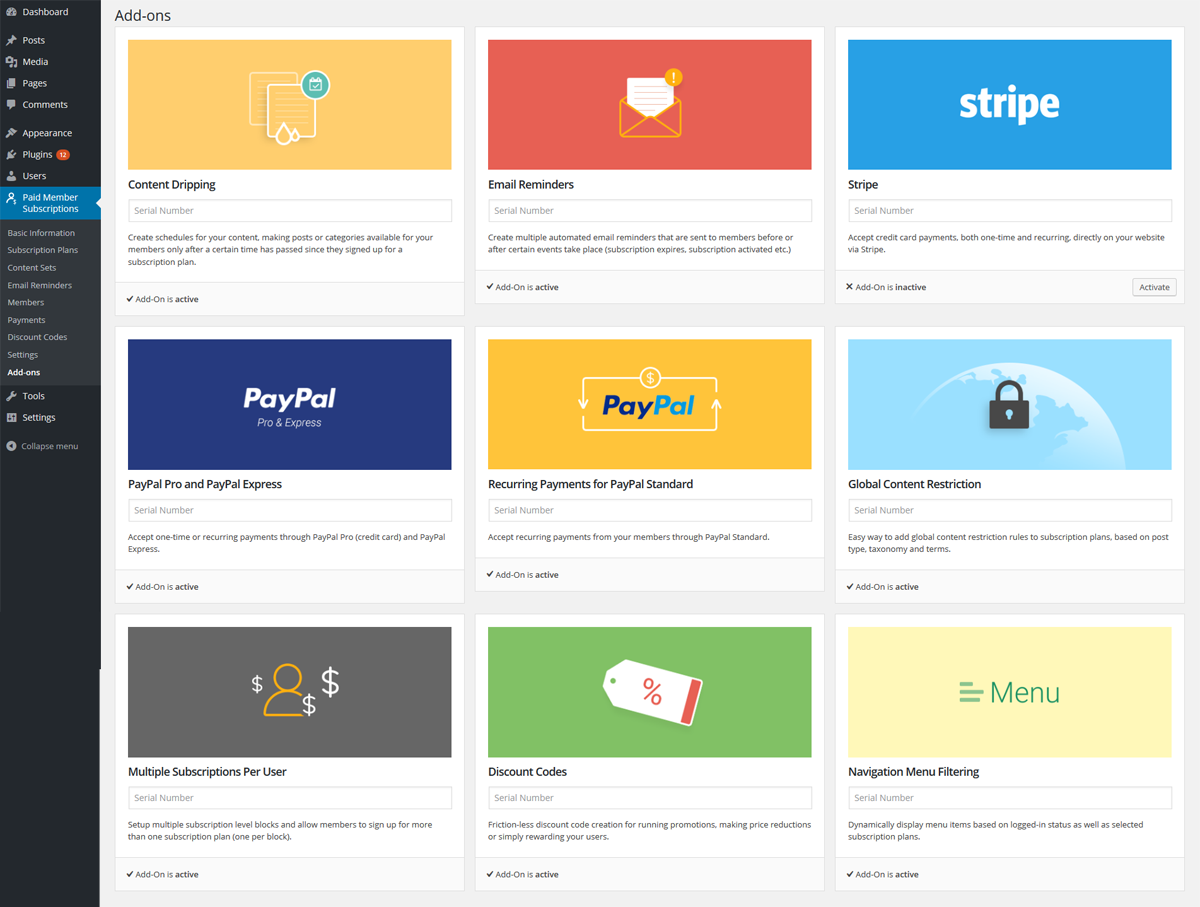 Dashboard
Posts
Media
Pages
Comments
Appearance
Plugins 12
Users
Paid Member
Subscriptions
Basic Information
Subscription Plans
Content Sets
Email Reminders
Members
Payments
Discount Codes
Settings
Add-ons
Tools
Settings
Collapse menu
Add-ons
Content Dripping
Serial Number
Create schedules for your content, making posts or categories available for your
members only after a certain time has passed since they signed up for a
subscription plan.
Add-On is active
!
Email Reminders
Serial Number
Create multiple automated email reminders that are sent to members before or
after certain events take place (subscription expires, subscription activated etc.)
Add-On is active
stripe
Stripe
Serial Number
Accept credit card payments, both one-time and recurring, directly on your website
via Stripe.
Add-On is inactive
Activate
PayPal
Pro & Express
PayPal Pro and PayPal Express
Serial Number
Accept one-time or recurring payments through PayPal Pro (credit card) and PayPal
Express.
Add-On is active
$
PayPal
Recurring Payments for PayPal Standard
Serial Number
Accept recurring payments from your members through PayPal Standard.
Add-On is active
Global Content Restriction
Serial Number
Easy way to add global content restriction rules to subscription plans, based on post
type, taxonomy and terms.
Add-On is active
$ $ $
Multiple Subscriptions Per User
Serial Number
Setup multiple subscription level blocks and allow members to sign up for more
than one subscription plan (one per block).
Add-On is active
%
Discount Codes
Serial Number
Friction-less discount code creation for running promotions, making price reductions
or simply rewarding your users.
Add-On is active
Menu
Navigation Menu Filtering
Serial Number
Dynamically display menu items based on logged-in status as well as selected
subscription plans.
Add-On is active